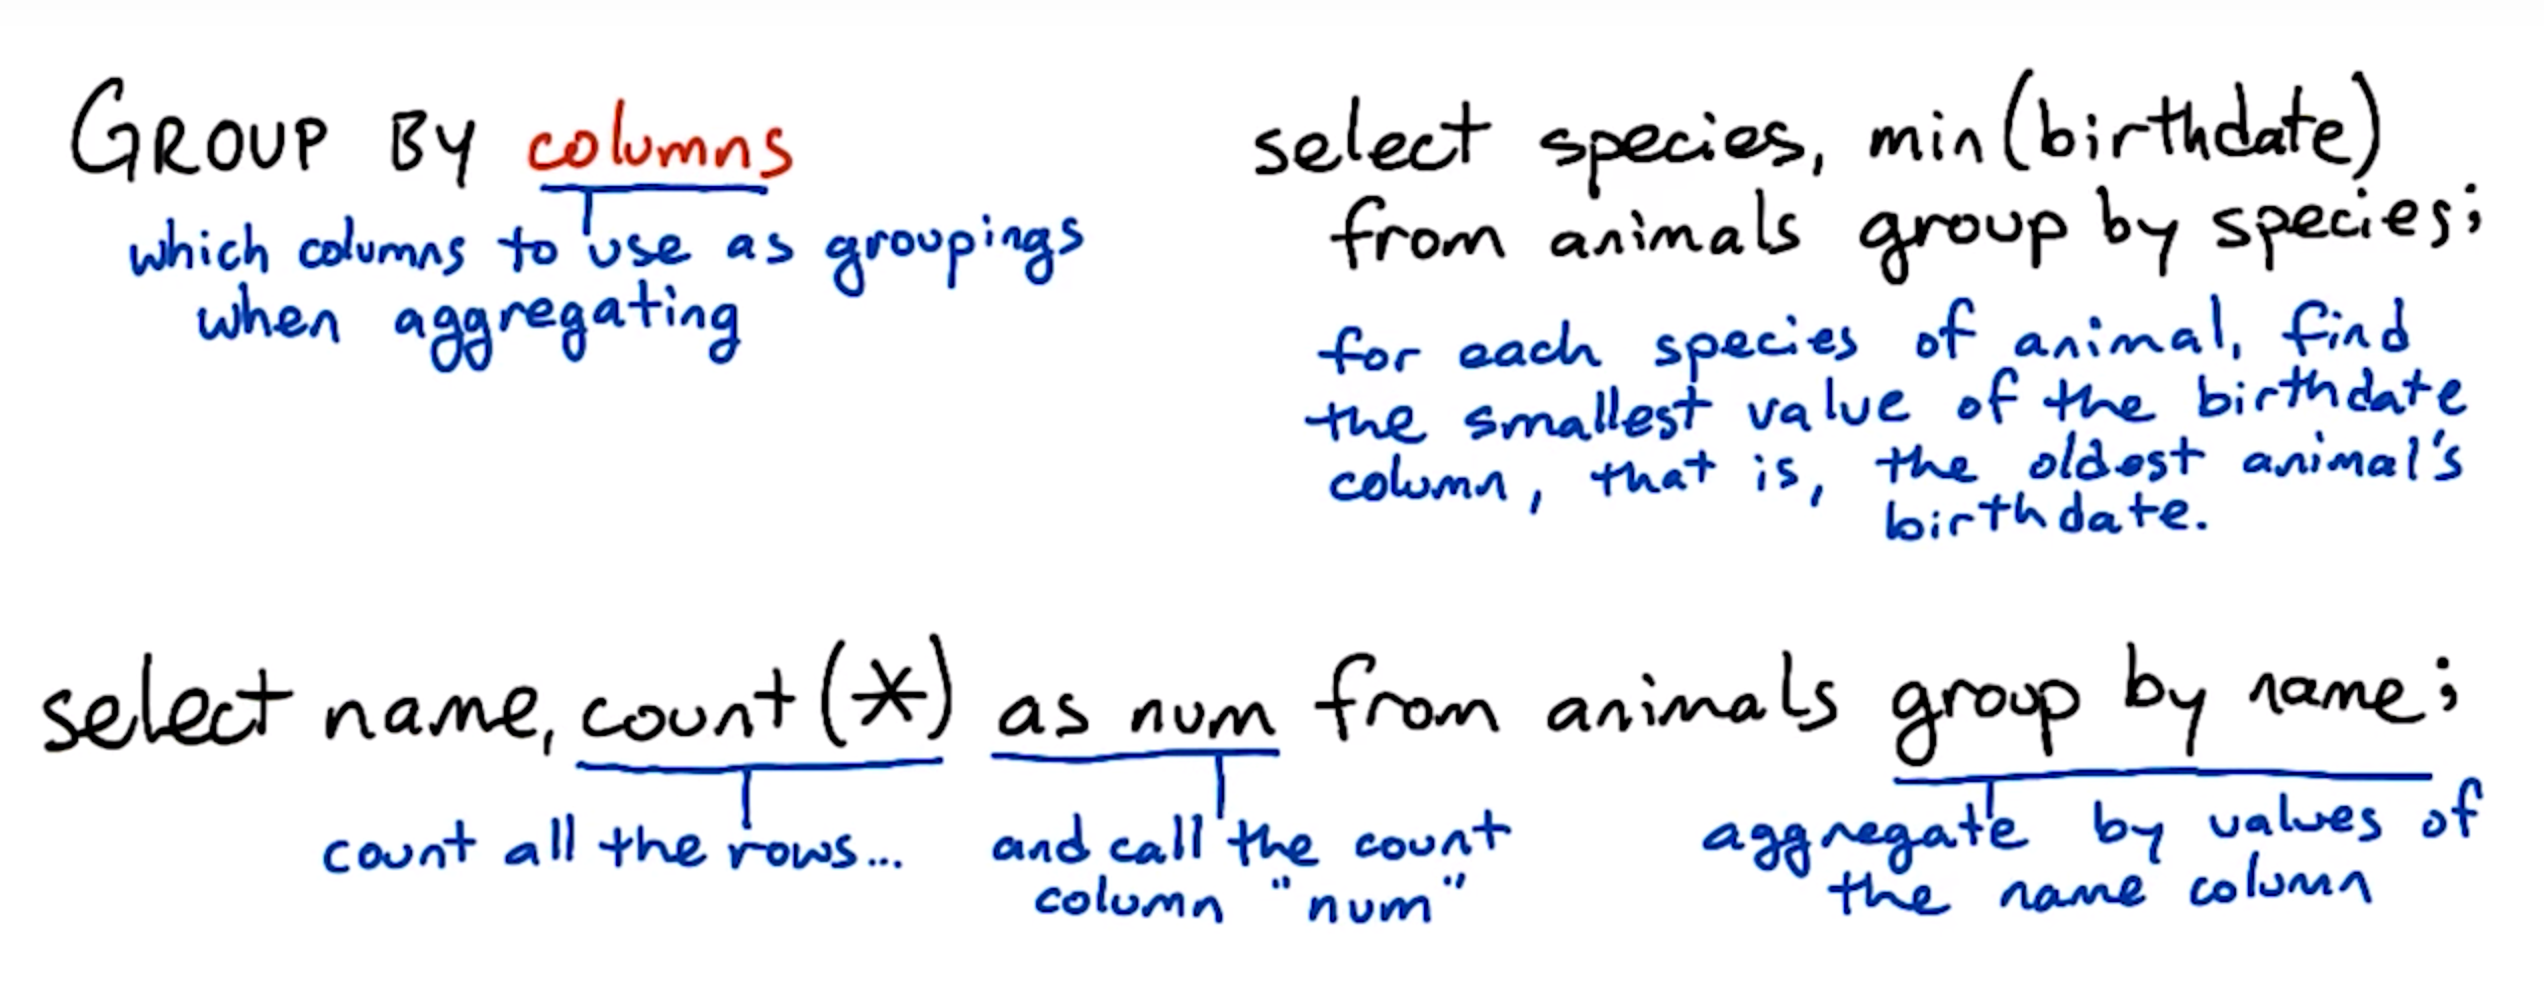 GROUP BY columns
which columns to use as groupings
when aggregating
select species, min(birthdate)
from animals group by species;
for each species of animal, find
the smallest value of the birthdate
column, that is, the oldest animal's
birthdate.
select name, count(*) as num from animals group by name;
count all the rows...
and call the count
column "num"
aggregate by values of
the name column